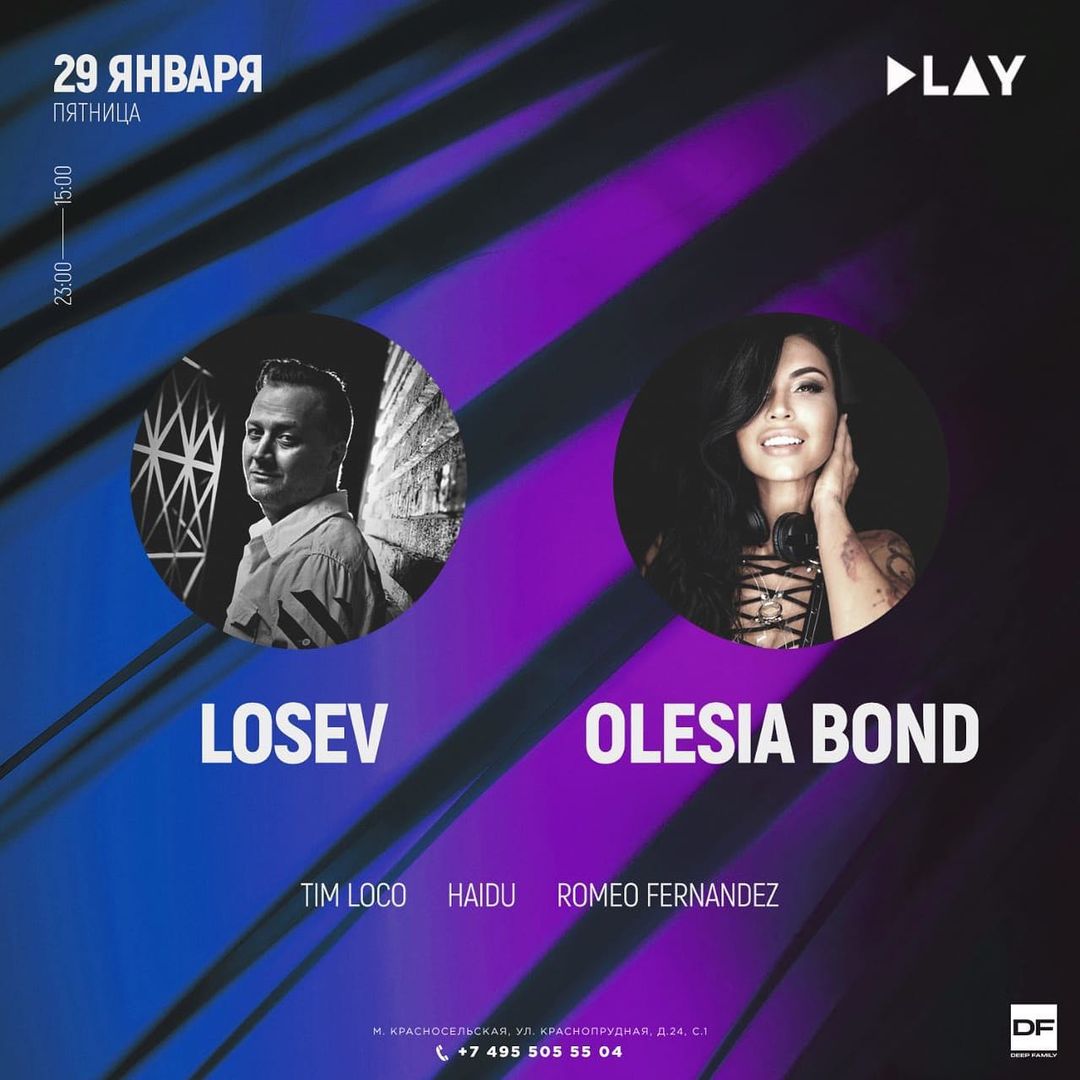 29 ЯНВАРЯ
ПЯТНИЦА
23:00 — 15:00
PLAY
LOSEV
OLESIA BOND
TIM LOCO HAIDU ROMEO FERNANDEZ
М. КРАСНОСЕЛЬСКАЯ, УЛ. КРАСНОПРУДНАЯ, Д.24, С.1
+7 495 505 55 04
DF
DEEP FAMILY